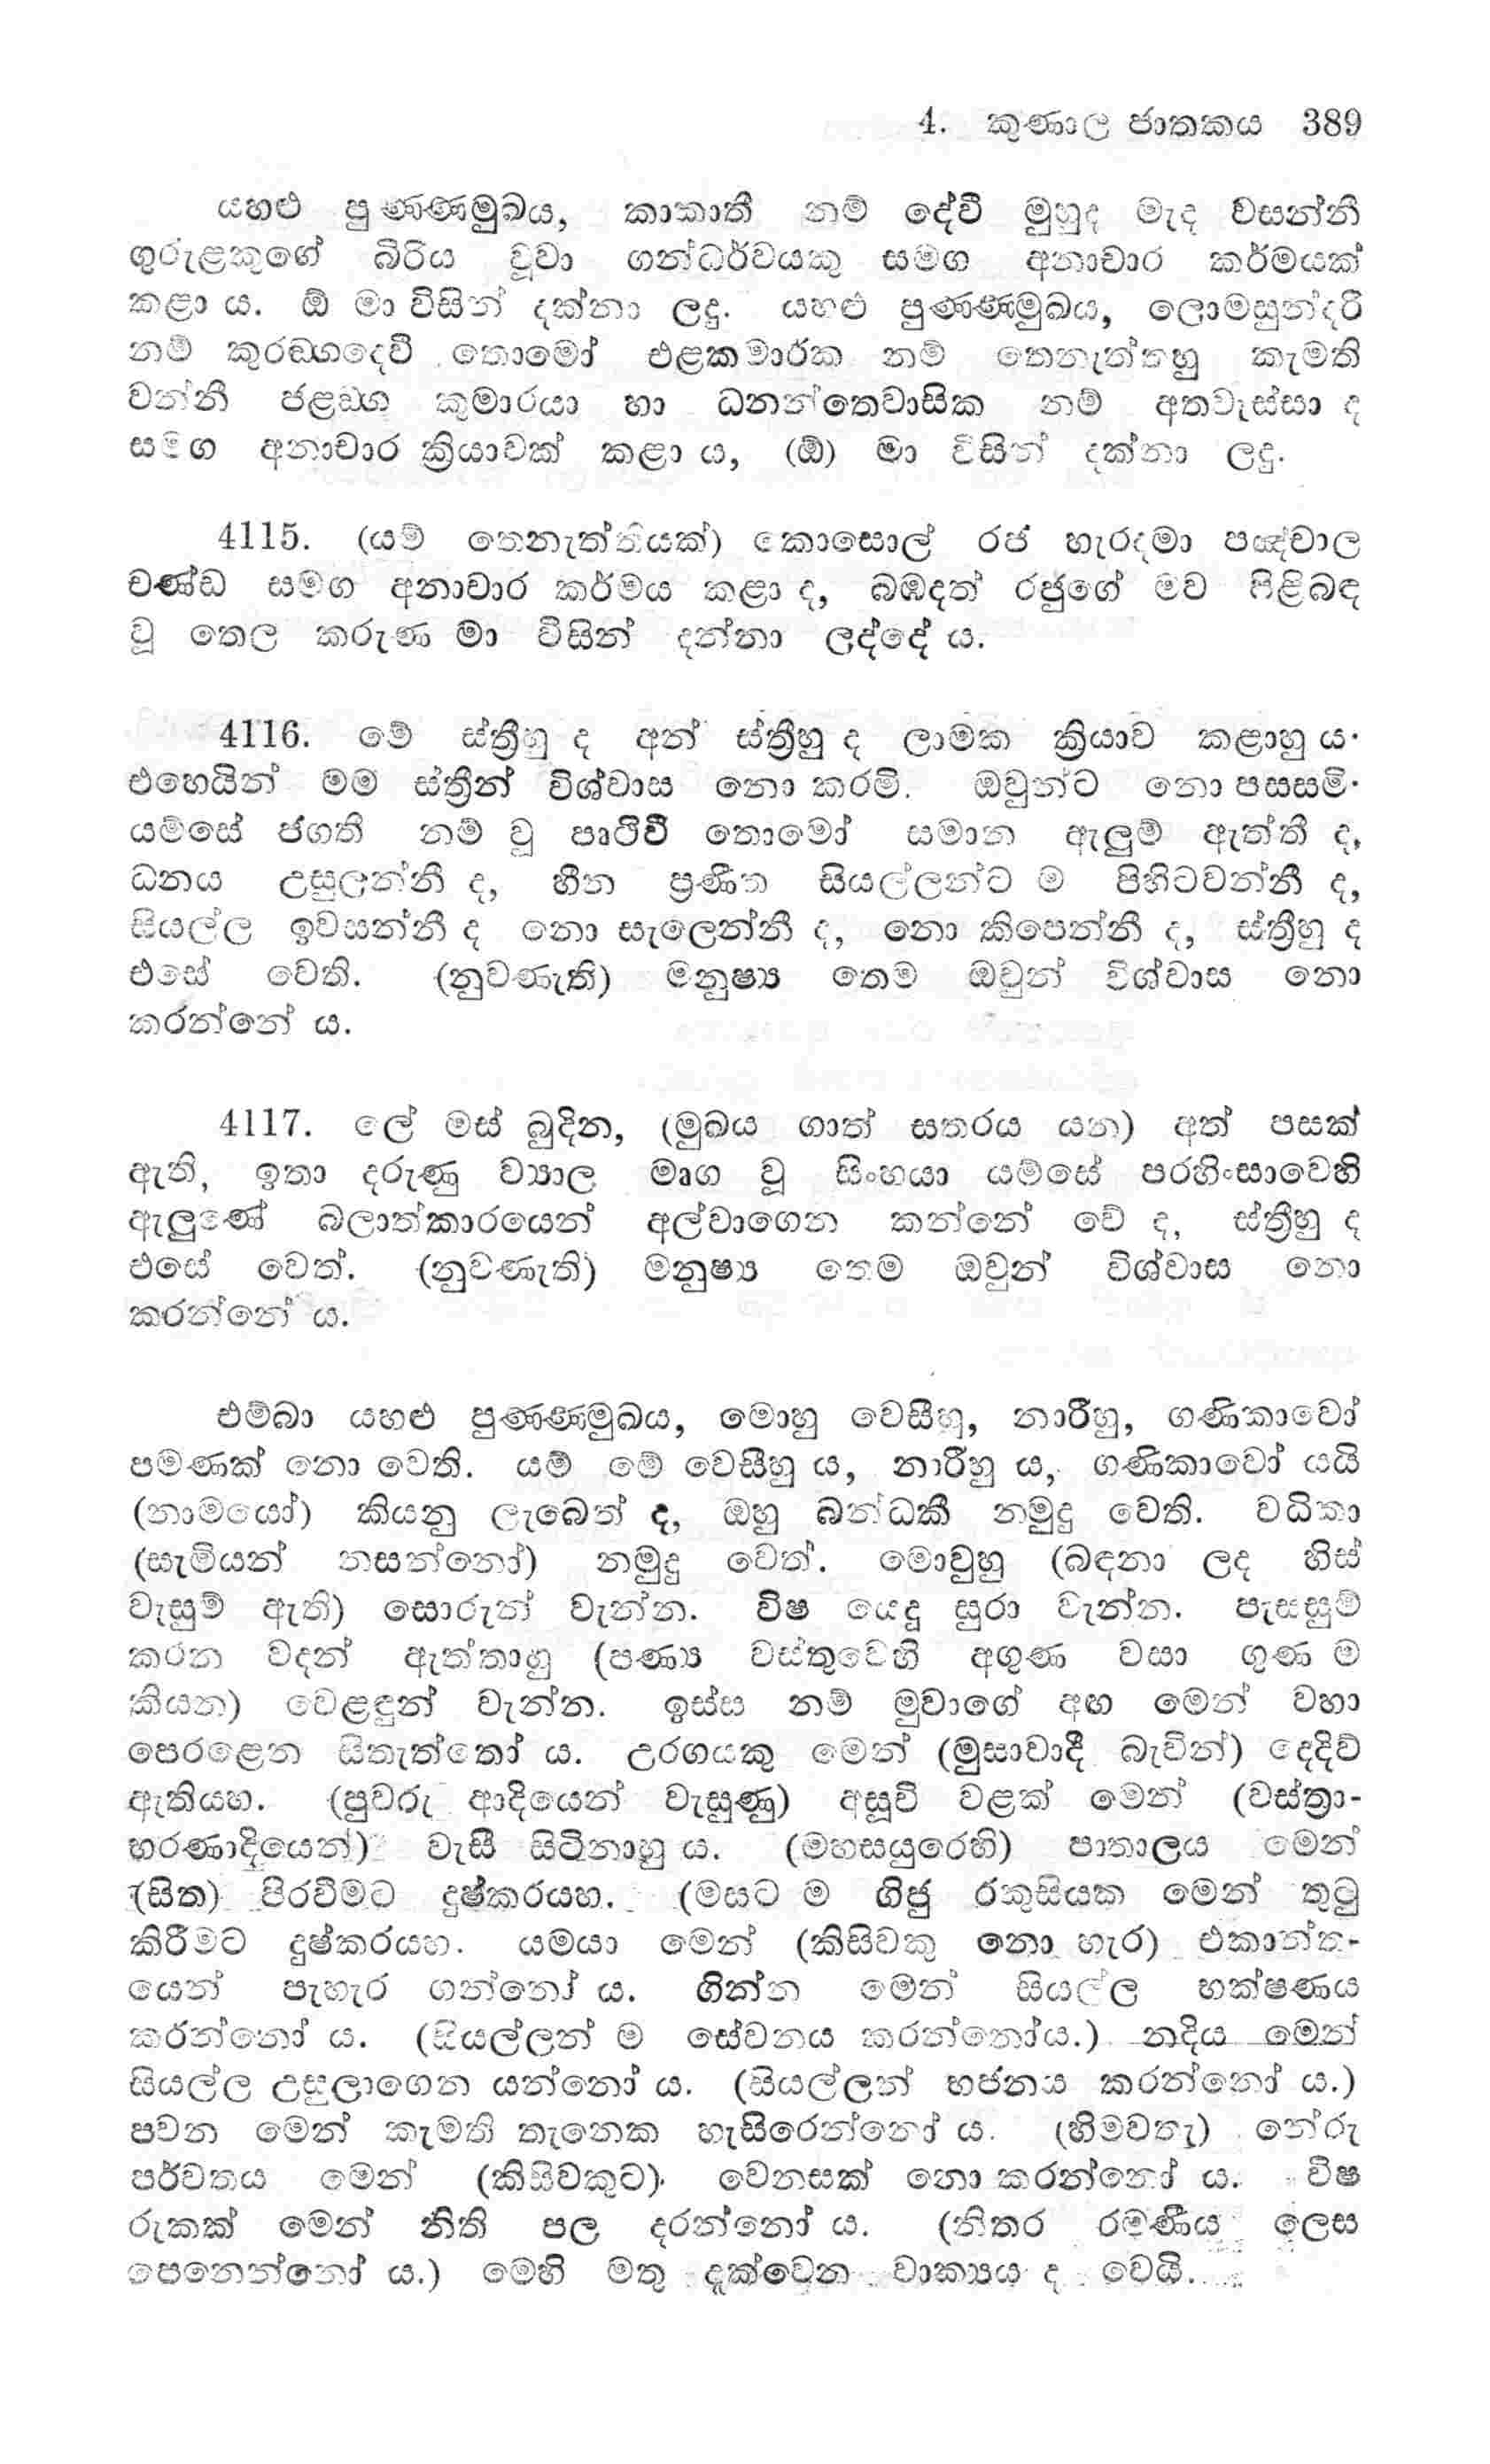 4. කුණාල ජාතකය 389
යහළු පුණ්ණමුඛය, කාකාතී නම් දේවී මුහුද මැද වසන්නී
ගුරුළකුගේ බිරිය වූවා ගන්ධර්වයකු සමග අනාචාර කර්මයක්
කළා ය. ඕ මා විසින් දක්නා ලදු. යහළු පුණ්ණමුඛය, ලොමසුන්දරී
නම් කුරඞ්ගදෙවී තොමෝ එළකමාරක නම් තෙනැත්තහු කැමති
වන්නී ජළඞ්ග කුමාරයා හා ධනන්තෙවාසික නම් අතවැස්සා ද
සමග අනාචාර ක්‍රියාවක් කළා ය, (ඕ) මා විසින් දක්නා ලදු.
4115. (යම් තෙනැත්තියක්) කොසොල් රජ හැරදමා පඤ්චාල
චණ්ඩ සමග අනාචාර කර්මය කළා ද, බඹදත් රජුගේ මව පිළිබඳ
වූ තෙල කරුණ මා විසින් දන්නා ලද්දේ ය.
4116. මේ ස්ත්‍රීහු ද අන් ස්ත්‍රීහු ද ලාමක ක්‍රියාව කළාහු ය.
එහෙයින් මම ස්ත්‍රීන් විශ්වාස නො කරමි. ඔවුන්ට නො පසසමි.
යම්සේ ජගතී නම් වූ පෘථිවී තොමෝ සමාන ඇලුම් ඇත්තී ද,
ධනය උසුලන්නී ද, හීන ප්‍රණීත සියල්ලන්ට ම පිහිටවන්නී ද,
සියල්ල ඉවසන්නී ද නො සැලෙන්නී ද, නො කිපෙන්නී ද, ස්ත්‍රීහු ද
එසේ වෙති. (නුවණැති) මනුෂ්‍ය තෙම ඔවුන් විශ්වාස නො
කරන්නේ ය.
4117. ලේ මස් බුදින, (මුඛය ගාත් සතරය යන) අත් පසක්
ඇති, ඉතා දරුණු ව්‍යාල මෘග වූ සිංහයා යම්සේ පරහිංසාවෙහි
ඇලුණේ බලාත්කාරයෙන් අල්වාගෙන කන්නේ වේ ද, ස්ත්‍රීහු ද
එසේ වෙත්. (නුවණැති) මනුෂ්‍ය තෙම ඔවුන් විශ්වාස නො
කරන්නේ ය.
එම්බා යහළු පුණ්ණමුඛය, මොහු වෙසීහු, නාරීහු, ගණිකාවෝ
පමණක් නො වෙති. යම් මේ වෙසීහු ය, නාරීහු ය, ගණිකාවෝ යයි
(නාමයෝ) කියනු ලැබෙත් ද, ඔහු බන්ධකී නමුදු වෙති. වධිකා
(සැමියන් නසන්නෝ) නමුදු වෙත්. මොවුහු (බඳනා ලද හිස්
වැසුම් ඇති) සොරුන් වැන්න. විෂ යෙදූ සුරා වැන්න. පැසසුම්
කරන වදන් ඇත්තාහු (පණ්‍ය වස්තුවෙහි අගුණ වසා ගුණ ම
කියන) වෙළඳුන් වැන්න. ඉස්ස නම් මුවාගේ අඟ මෙන් වහා
පෙරළෙන සිතැත්තෝ ය. උරගයකු මෙන් (මුසාවාදී බැවින්) දෙදිව්
ඇතියහ. (පුවරු ආදියෙන් වැසුණු) අසූචි වළක් මෙන් (වස්ත්‍රා-
භරණාදියෙන්) වැසී සිටිනාහු ය. (මහසයුරෙහි) පාතාලය මෙන්
(සිත) පිරවීමට දුෂ්කරයහ. (මසට ම ගිජු රකුසියක මෙන් තුටු
කිරීමට දුෂ්කරයහ. යමයා මෙන් (කිසිවකු නො හැර) එකාන්ත-
යෙන් පැහැර ගන්නෝ ය. ගින්න මෙන් සියල්ල භක්ෂණය
කරන්නෝ ය. (සියල්ලන් ම සේවනය කරන්නෝය.) නදිය මෙන්
සියල්ල උසුලාගෙන යන්නෝ ය. (සියල්ලන් භජනය කරන්නෝ ය.)
පවන මෙන් කැමති තැනෙක හැසිරෙන්නෝ ය. (හිමවතැ) නේරු
පර්වතය මෙන් (කිසිවකුට) වෙනසක් නො කරන්නෝ ය. විෂ
රුකක් මෙන් නිති පල දරන්නෝ ය. (නිතර රමණීය ලෙස
පෙනෙන්නෝ ය.) මෙහි මතු දැක්වෙන වාක්‍යය ද වෙයි.